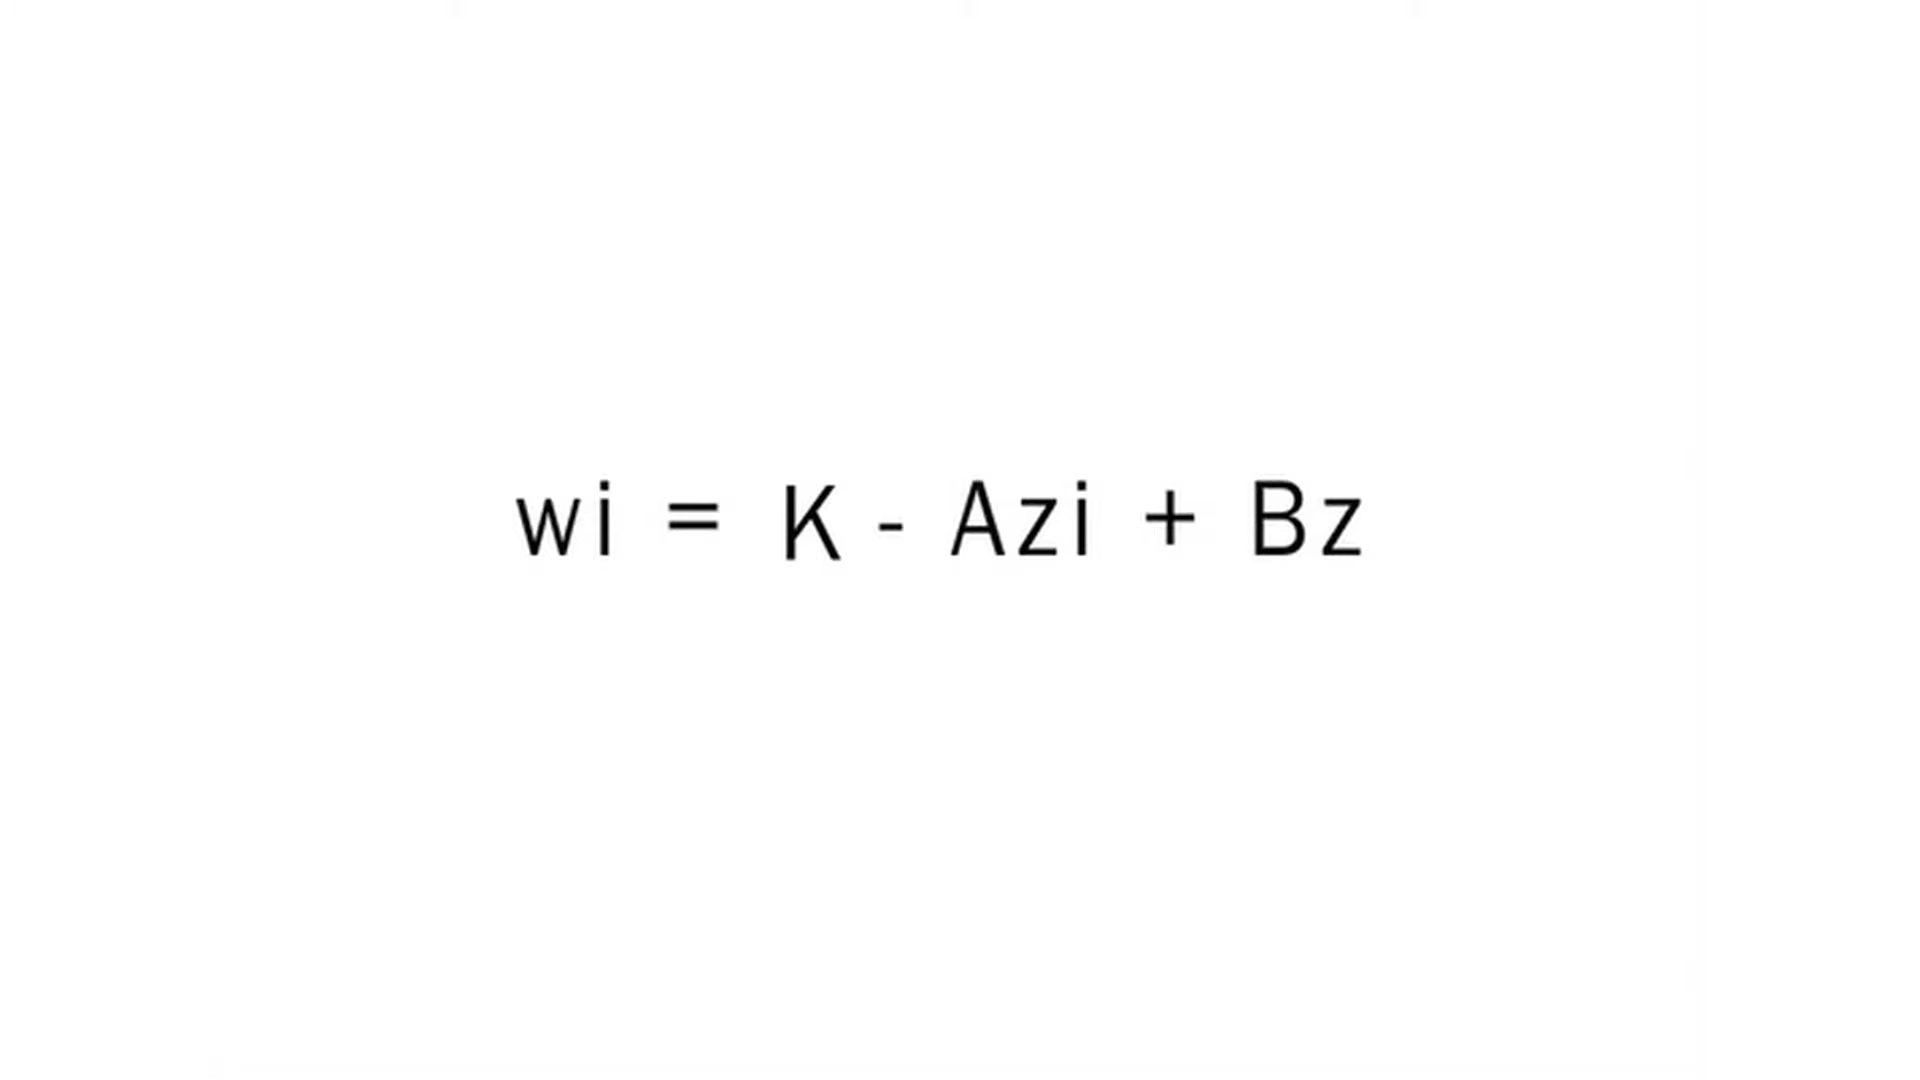 wi = K - Azi + Bz